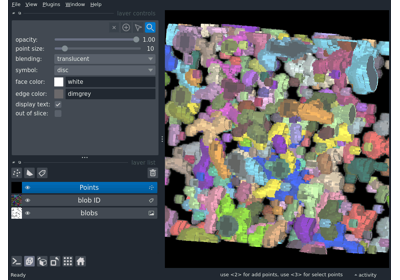 File View Plugins Window Help
layer controls
opacity: 1.00
point size: 10
blending: translucent
symbol: disc
face color: white
edge color: dimgrey
display text:
out of slice:
layer list
Points
blob ID
blobs
Ready use <2> for add points, use <3> for select points activity